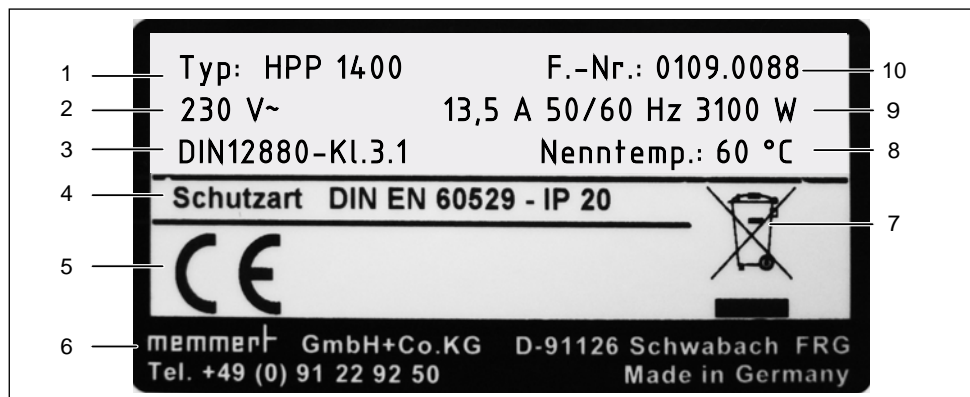 1 Typ: HPP 1400 F.-Nr.: 0109.0088 10
2 230 V~ 13,5 A 50/60 Hz 3100 W 9
3 DIN12880-Kl.3.1 Nenntemp.: 60 °C 8
4 Schutzart DIN EN 60529 - IP 20
7
5 CE
6 memmert GmbH+Co.KG D-91126 Schwabach FRG
Tel. +49 (0) 91 22 92 50 Made in Germany